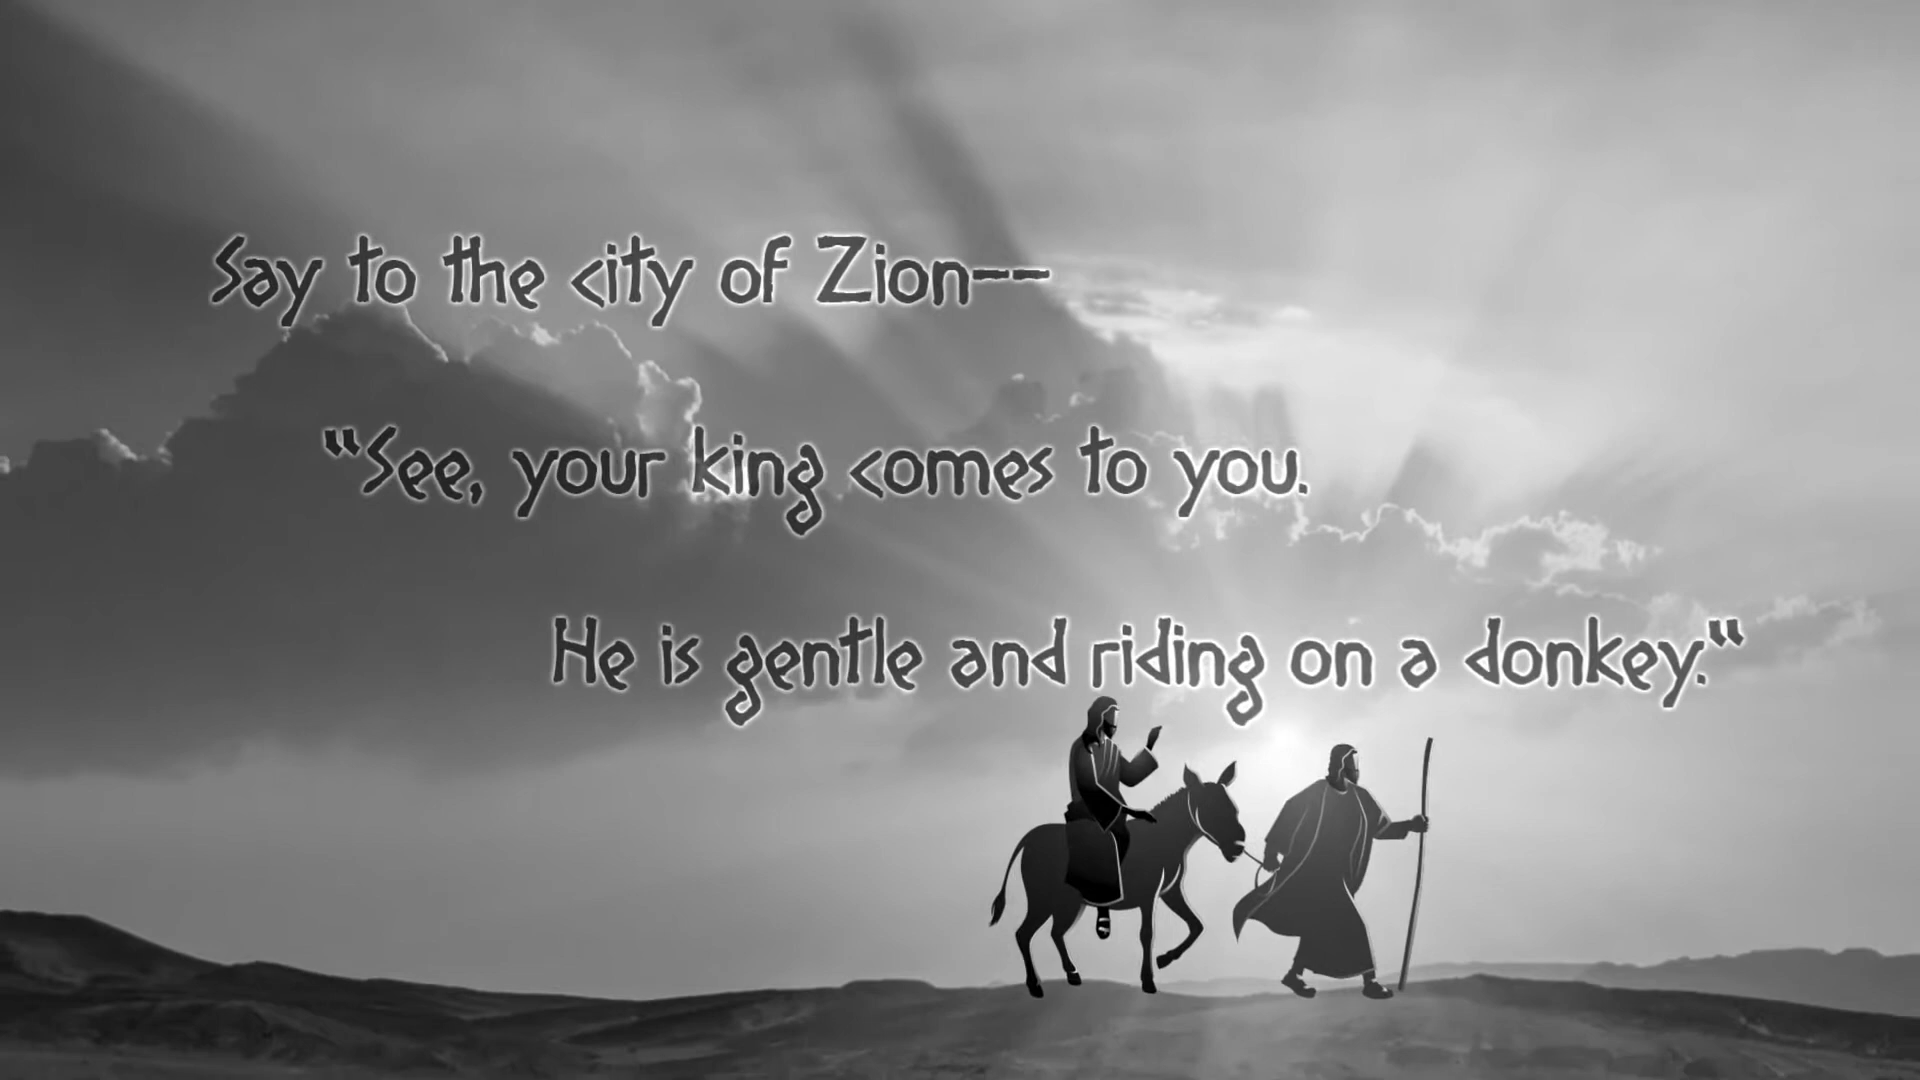 Say to the city of Zion--
"See, your king comes to you.
He is gentle and riding on a donkey."